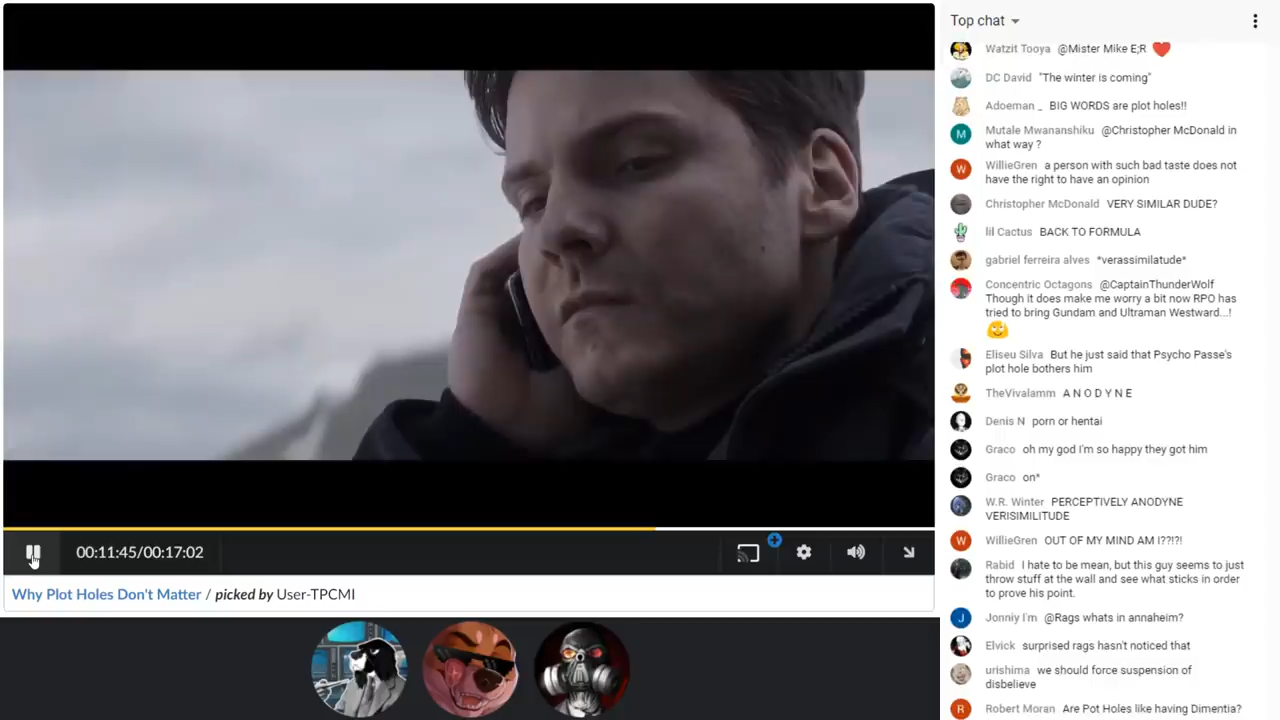 Top chat
Watzit Tooya @Mister Mike E;R
DC David "The winter is coming"
Adoeman _ BIG WORDS are plot holes!!
M
Mutale Mwananshiku @Christopher McDonald in
what way ?
W
WillieGren a person with such bad taste does not
have the right to have an opinion
Christopher McDonald VERY SIMILAR DUDE?
lil Cactus BACK TO FORMULA
gabriel ferreira alves *verassimilatude*
Concentric Octagons @CaptainThunderWolf
Though it does make me worry a bit now RPO has
tried to bring Gundam and Ultraman Westward...!
Eliseu Silva But he just said that Psycho Passe's
plot hole bothers him
TheVivalamm A N O D Y N E
Denis N porn or hentai
Graco oh my god I'm so happy they got him
Graco on*
W.R. Winter PERCEPTIVELY ANODYNE
VERISIMILITUDE
W
WillieGren OUT OF MY MIND AM I??!?!
Rabid I hate to be mean, but this guy seems to just
throw stuff at the wall and see what sticks in order
to prove his point.
J
Jonniy I'm @Rags whats in annaheim?
Elvick surprised rags hasn't noticed that
urishima we should force suspension of
disbelieve
R
Robert Moran Are Pot Holes like having Dimentia?
00:11:45/00:17:02
Why Plot Holes Don't Matter / picked by User-TPCMI